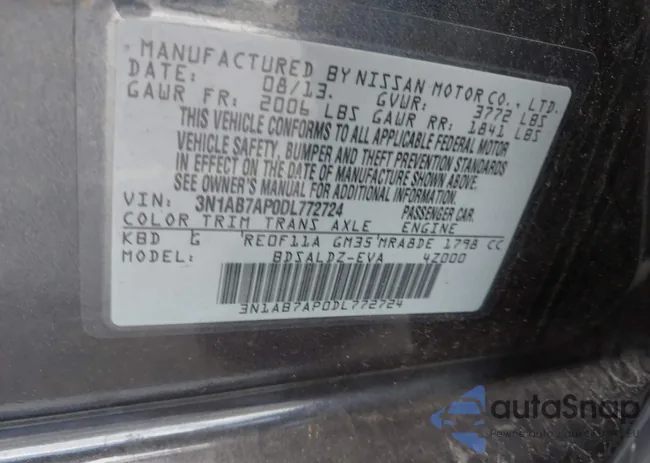 MANUFACTURED BY NISSAN MOTOR CO., LTD.
DATE: 08/13. GVWR: 3772 LBS
GAWR FR: 2006 LBS GAWR RR: 1841 LBS
THIS VEHICLE CONFORMS TO ALL APPLICABLE FEDERAL MOTOR
VEHICLE SAFETY, BUMPER AND THEFT PREVENTION STANDARDS
IN EFFECT ON THE DATE OF MANUFACTURE SHOWN ABOVE.
SEE OWNER'S MANUAL FOR ADDITIONAL INFORMATION.
VIN: 3N1AB7AP0DL772724 PASSENGER CAR.
COLOR TRIM TRANS AXLE ENGINE
KBD G RE0F11A GM35 MRA8DE 1798 CC
MODEL: BDSALDZ-EVA 4Z000
3N1AB7AP0DL772724
autaSnap
Pewne auto z